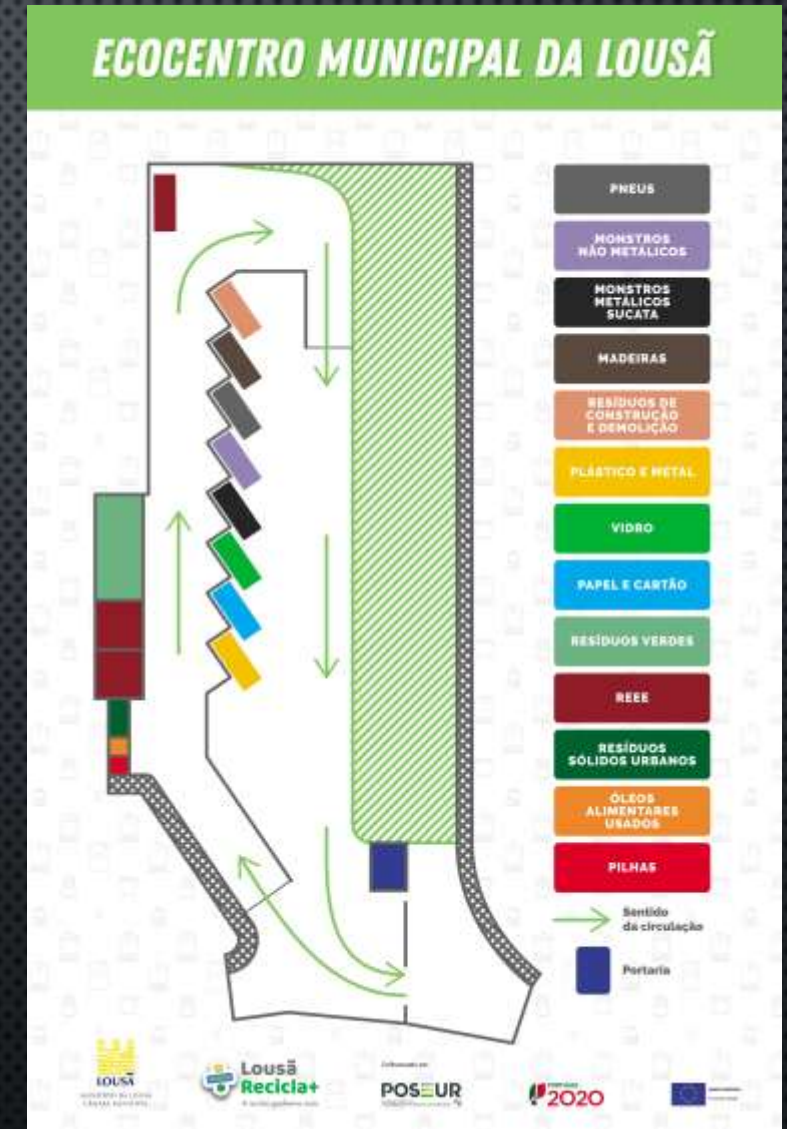 ECOCENTRO MUNICIPAL DA LOUSÃ
PNEUS
MONSTROS
NÃO METÁLICOS
MONSTROS
METÁLICOS
SUCATA
MADEIRAS
RESÍDUOS DE
CONSTRUÇÃO
E DEMOLIÇÃO
PLÁSTICO E METAL
VIDRO
PAPEL E CARTÃO
RESÍDUOS VERDES
REEE
RESÍDUOS
SÓLIDOS URBANOS
ÓLEOS
ALIMENTARES
USADOS
PILHAS
Sentido
da circulação
Portaria
LOUSÃ
Lousã
Recicla+
POSEUR
2020